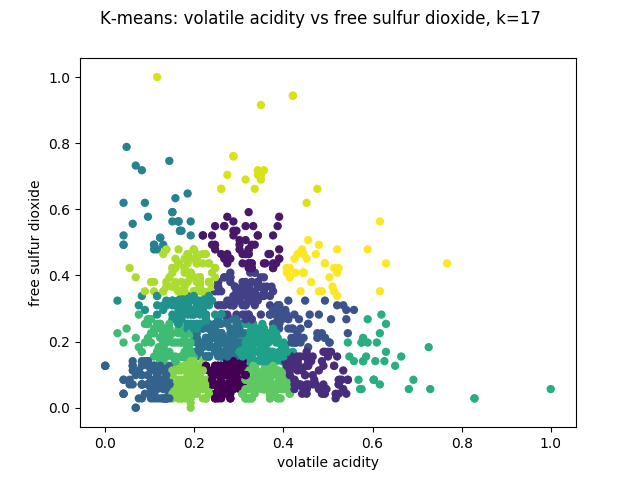 K-means: volatile acidity vs free sulfur dioxide, k=17
1.0
0.8
0.6
0.4
0.2
0.0
free sulfur dioxide
0.0 0.2 0.4 0.6 0.8 1.0
volatile acidity